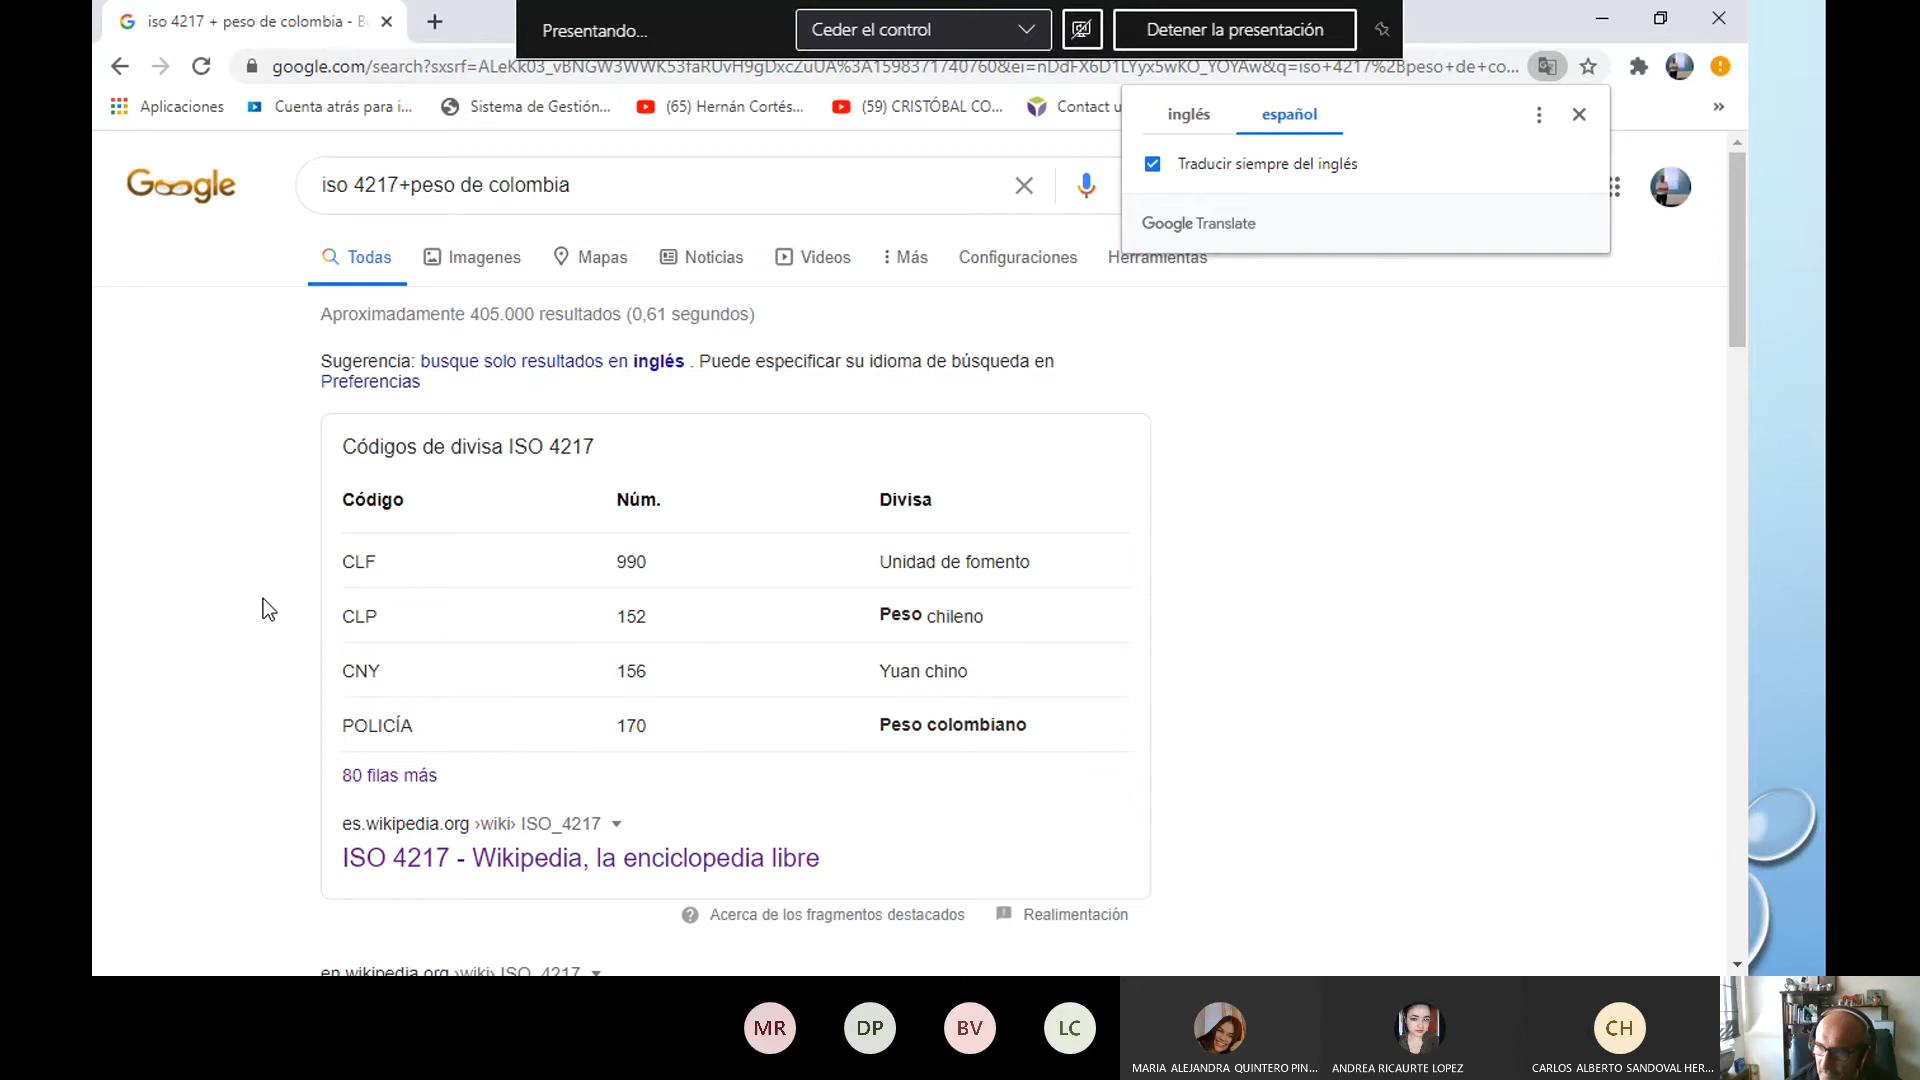 iso 4217 + peso de colombia - B
Presentando...
Ceder el control
Detener la presentación
google.com/search?sxsrf=ALeKk03_vBNGW3WWK53faRUvH9gDxcZuUA%3A1598371740760&ei=nDdFX6D1LYyx5wKO_YOYAw&q=iso+4217%2Bpeso+de+co...
Aplicaciones
Cuenta atrás para i...
Sistema de Gestión...
(65) Hernán Cortés...
(59) CRISTÓBAL CO...
Contact u
»
inglés
español
Traducir siempre del inglés
Google Translate
Google
iso 4217+peso de colombia
Todas
Imagenes
Mapas
Noticias
Videos
Más
Configuraciones
Herramientas
Aproximadamente 405.000 resultados (0,61 segundos)
Sugerencia: busque solo resultados en inglés . Puede especificar su idioma de búsqueda en
Preferencias
Códigos de divisa ISO 4217
Código Núm. Divisa
CLF 990 Unidad de fomento
CLP 152 Peso chileno
CNY 156 Yuan chino
POLICÍA 170 Peso colombiano
80 filas más
es.wikipedia.org ›wiki› ISO_4217
ISO 4217 - Wikipedia, la enciclopedia libre
Acerca de los fragmentos destacados
Realimentación
en.wikipedia.org ›wiki› ISO_4217
MR
DP
BV
LC
CH
MARIA ALEJANDRA QUINTERO PIN...
ANDREA RICAURTE LOPEZ
CARLOS ALBERTO SANDOVAL HER...